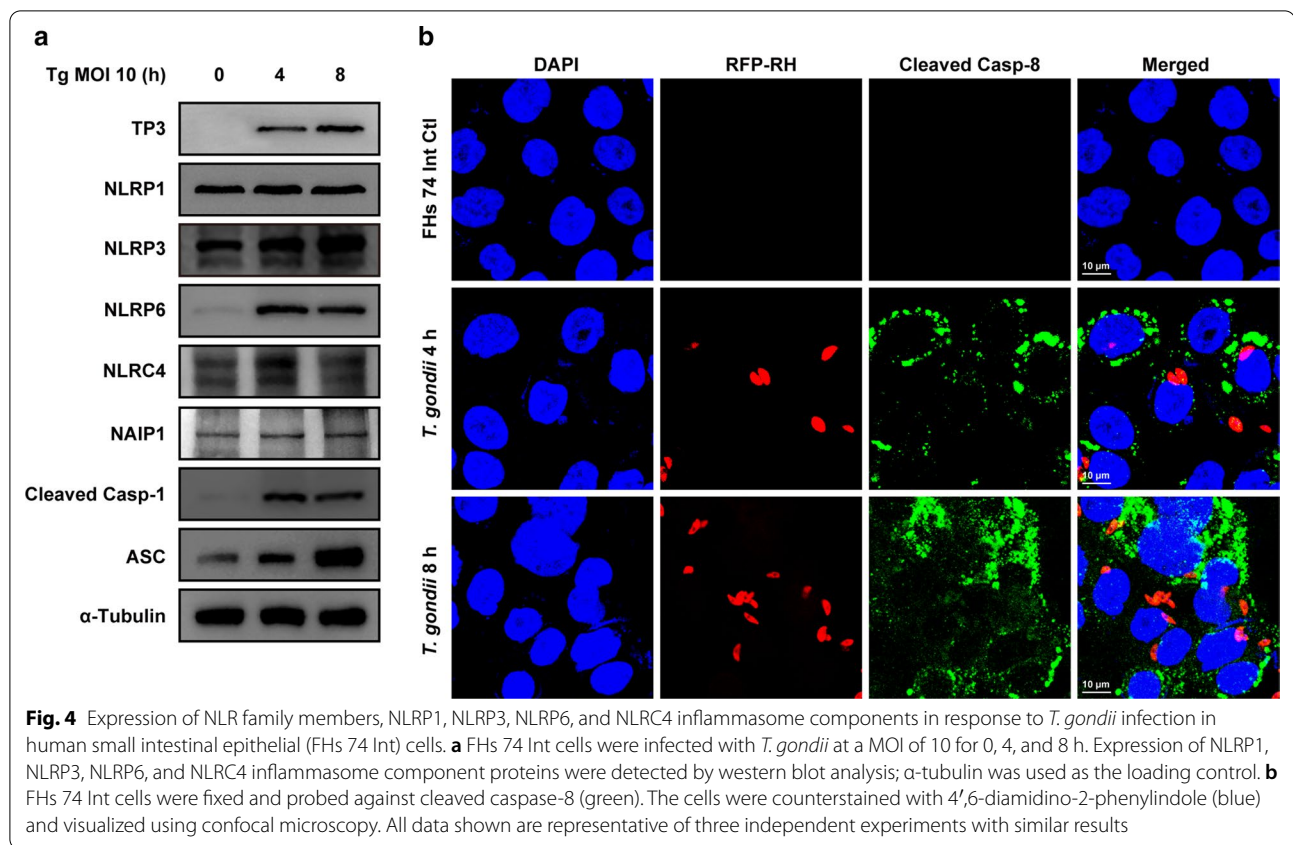 a
Tg MOI 10 (h) 0 4 8
TP3
NLRP1
NLRP3
NLRP6
NLRC4
NAIP1
Cleaved Casp-1
ASC
α-Tubulin
b
DAPI RFP-RH Cleaved Casp-8 Merged
FHs 74 Int Ctl
10 µm
T. gondii 4 h
10 µm
T. gondii 8 h
10 µm
Fig. 4 Expression of NLR family members, NLRP1, NLRP3, NLRP6, and NLRC4 inflammasome components in response to T. gondii infection in
human small intestinal epithelial (FHs 74 Int) cells. a FHs 74 Int cells were infected with T. gondii at a MOI of 10 for 0, 4, and 8 h. Expression of NLRP1,
NLRP3, NLRP6, and NLRC4 inflammasome component proteins were detected by western blot analysis; α-tubulin was used as the loading control. b
FHs 74 Int cells were fixed and probed against cleaved caspase-8 (green). The cells were counterstained with 4′,6-diamidino-2-phenylindole (blue)
and visualized using confocal microscopy. All data shown are representative of three independent experiments with similar results